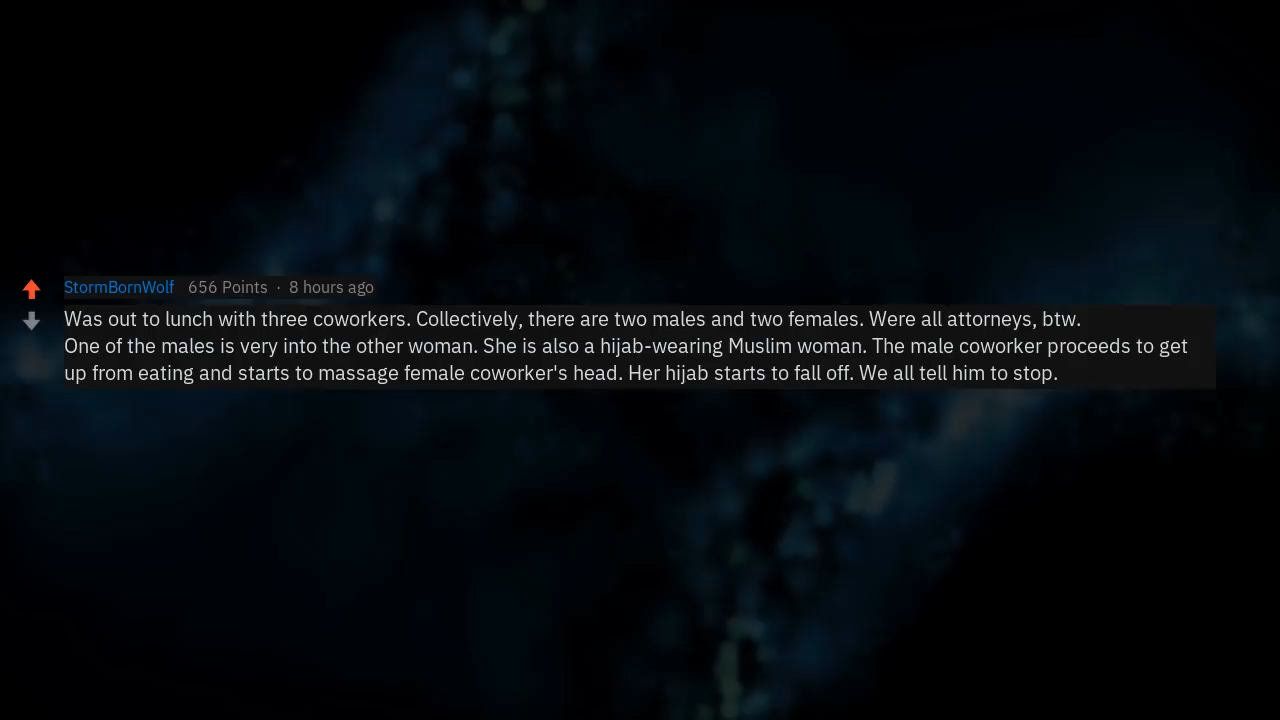 StormBornWolf 656 Points · 8 hours ago
Was out to lunch with three coworkers. Collectively, there are two males and two females. Were all attorneys, btw.
One of the males is very into the other woman. She is also a hijab-wearing Muslim woman. The male coworker proceeds to get
up from eating and starts to massage female coworker's head. Her hijab starts to fall off. We all tell him to stop.